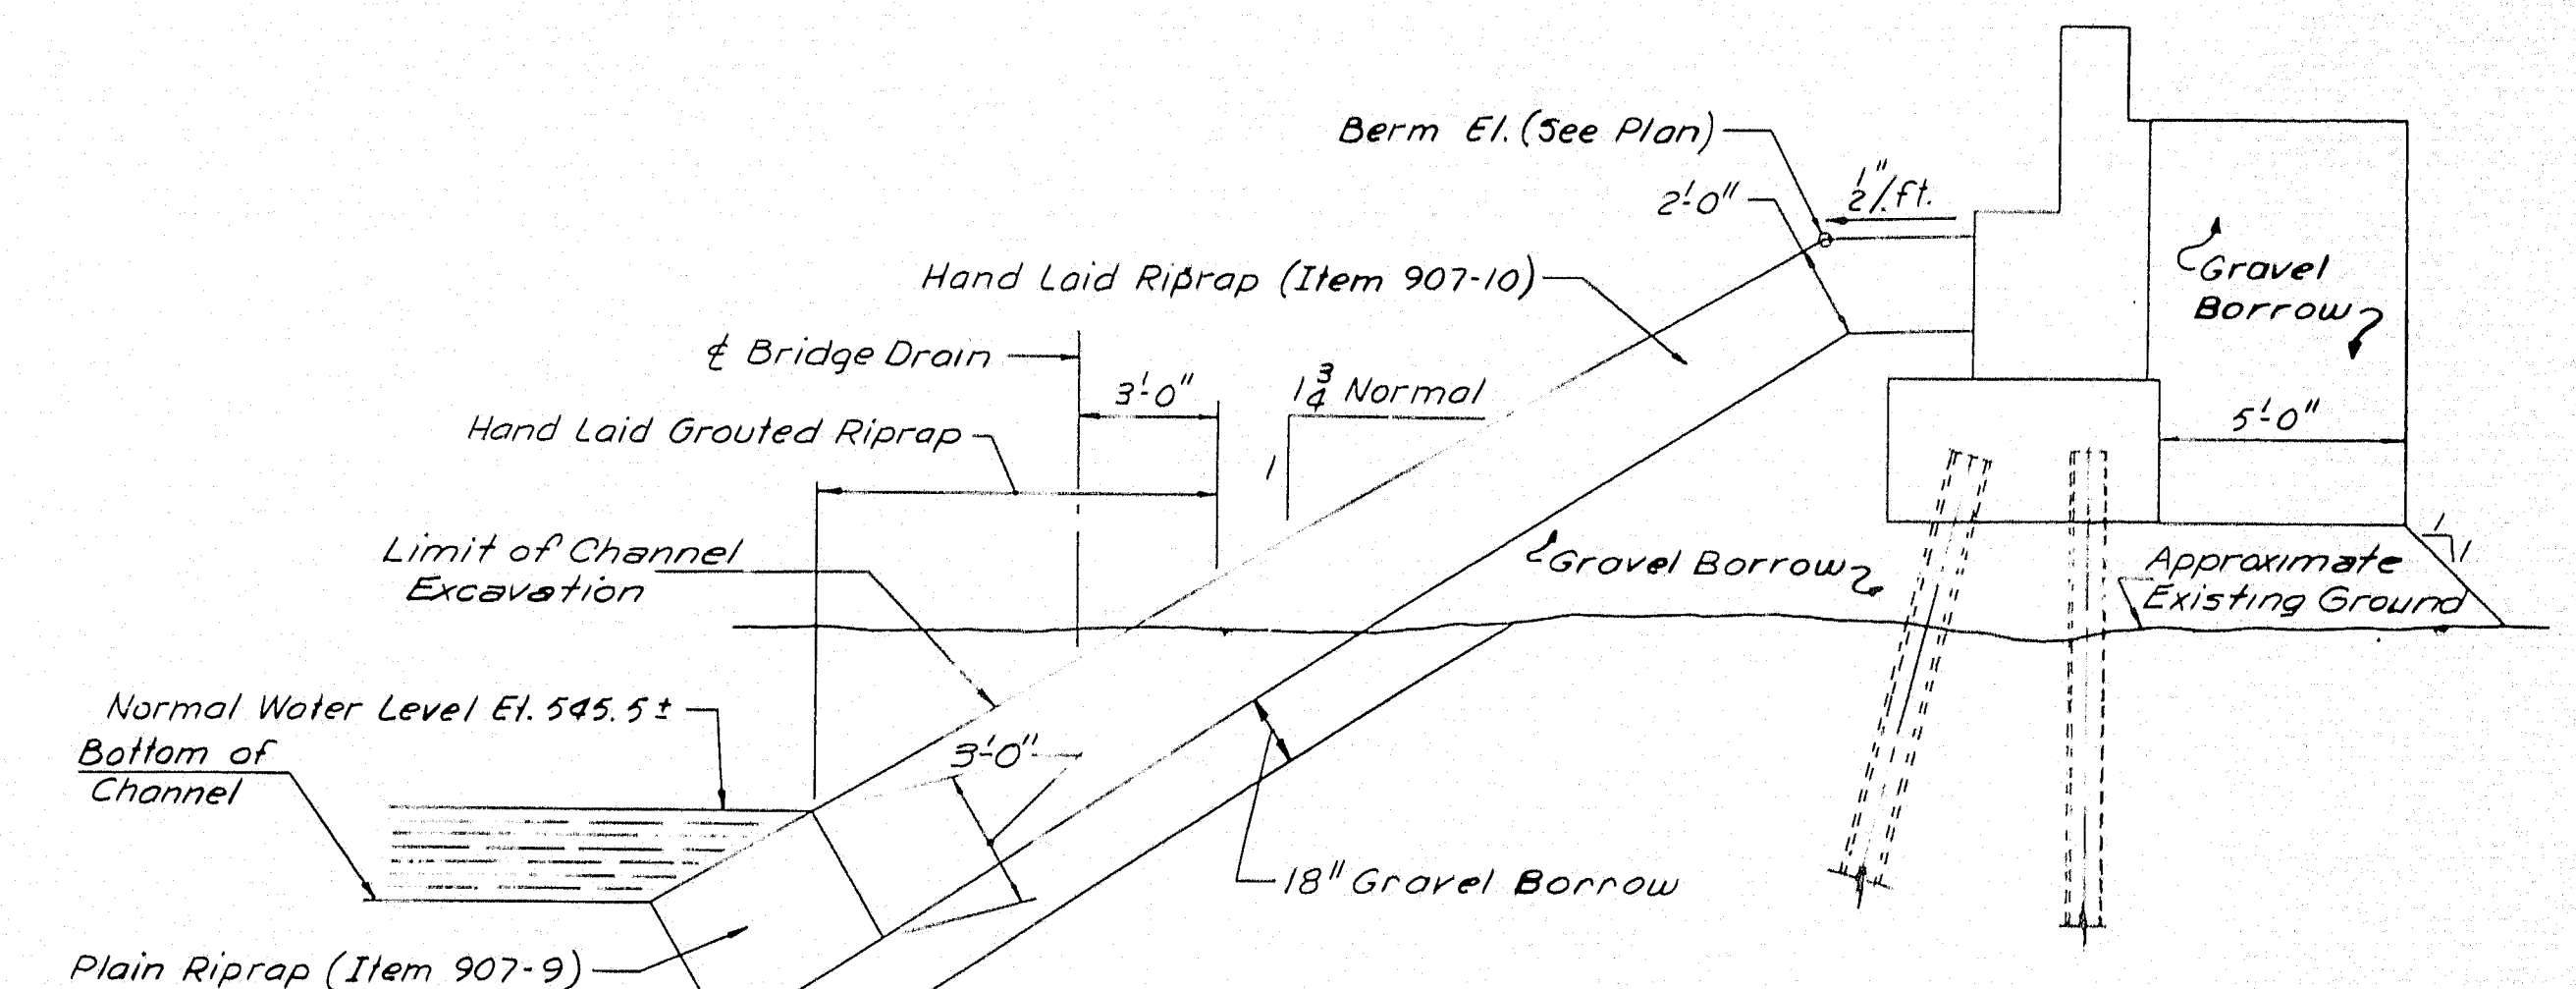 Berm El. (See Plan)
2'-0"
1/2"/ft.
Hand Laid Riprap (Item 907-10)
Gravel
Borrow
℄ Bridge Drain
3'-0"
1 3/4 Normal
1
5'-0"
Hand Laid Grouted Riprap
Limit of Channel
Excavation
Gravel Borrow
1
1
Approximate
Existing Ground
Normal Water Level El. 545.5±
Bottom of
Channel
3'-0"
18" Gravel Borrow
Plain Riprap (Item 907-9)